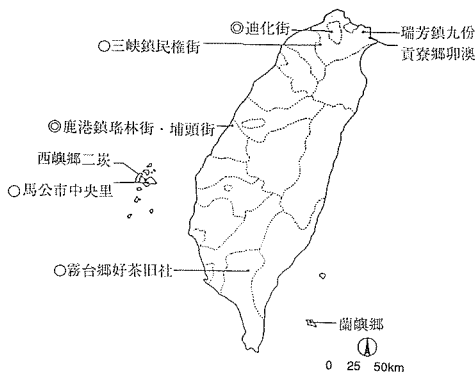 ◎迪化街
瑞芳鎮九份
○三峡鎮民権街
貢寮郷卯澳
◎鹿港鎮瑤林街・埔頭街
西嶼郷二崁
○馬公市中央里
○霧台郷好茶旧社
蘭嶼郷
0 25 50km